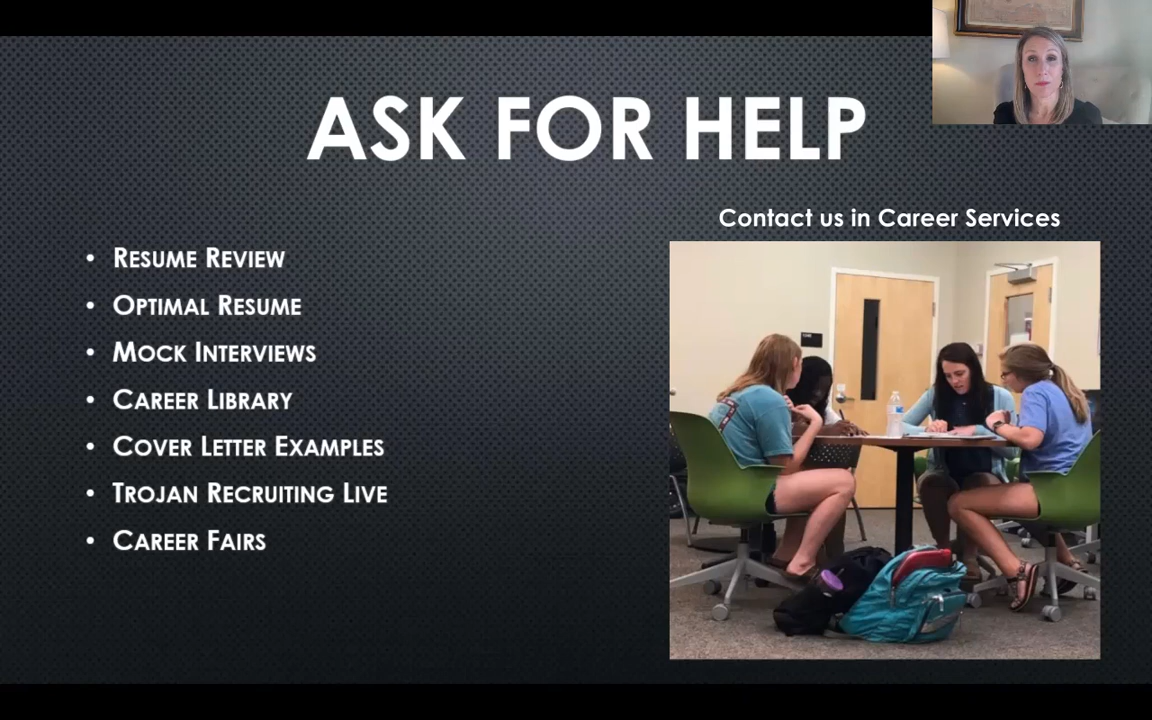 ASK FOR HELP
Contact us in Career Services
• Resume Review
• Optimal Resume
• Mock Interviews
• Career Library
• Cover Letter Examples
• Trojan Recruiting Live
• Career Fairs